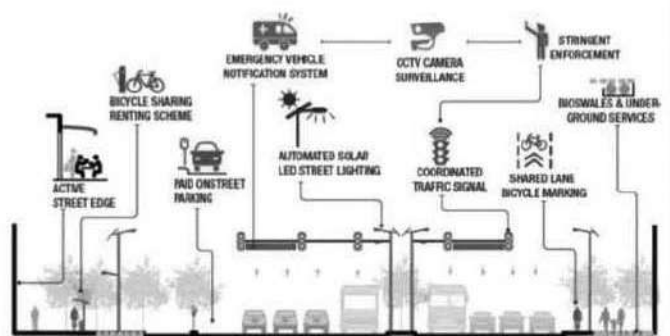 EMERGENCY VEHICLE
NOTIFICATION SYSTEM
CCTV CAMERA
SURVEILLANCE
STRINGENT
ENFORCEMENT
BICYCLE SHARING
RENTING SCHEME
BIOSWALES & UNDER-
GROUND SERVICES
ACTIVE
STREET EDGE
PAID ONSTREET
PARKING
AUTOMATED SOLAR
LED STREET LIGHTING
COORDINATED
TRAFFIC SIGNAL
SHARED LANE
BICYCLE MARKING